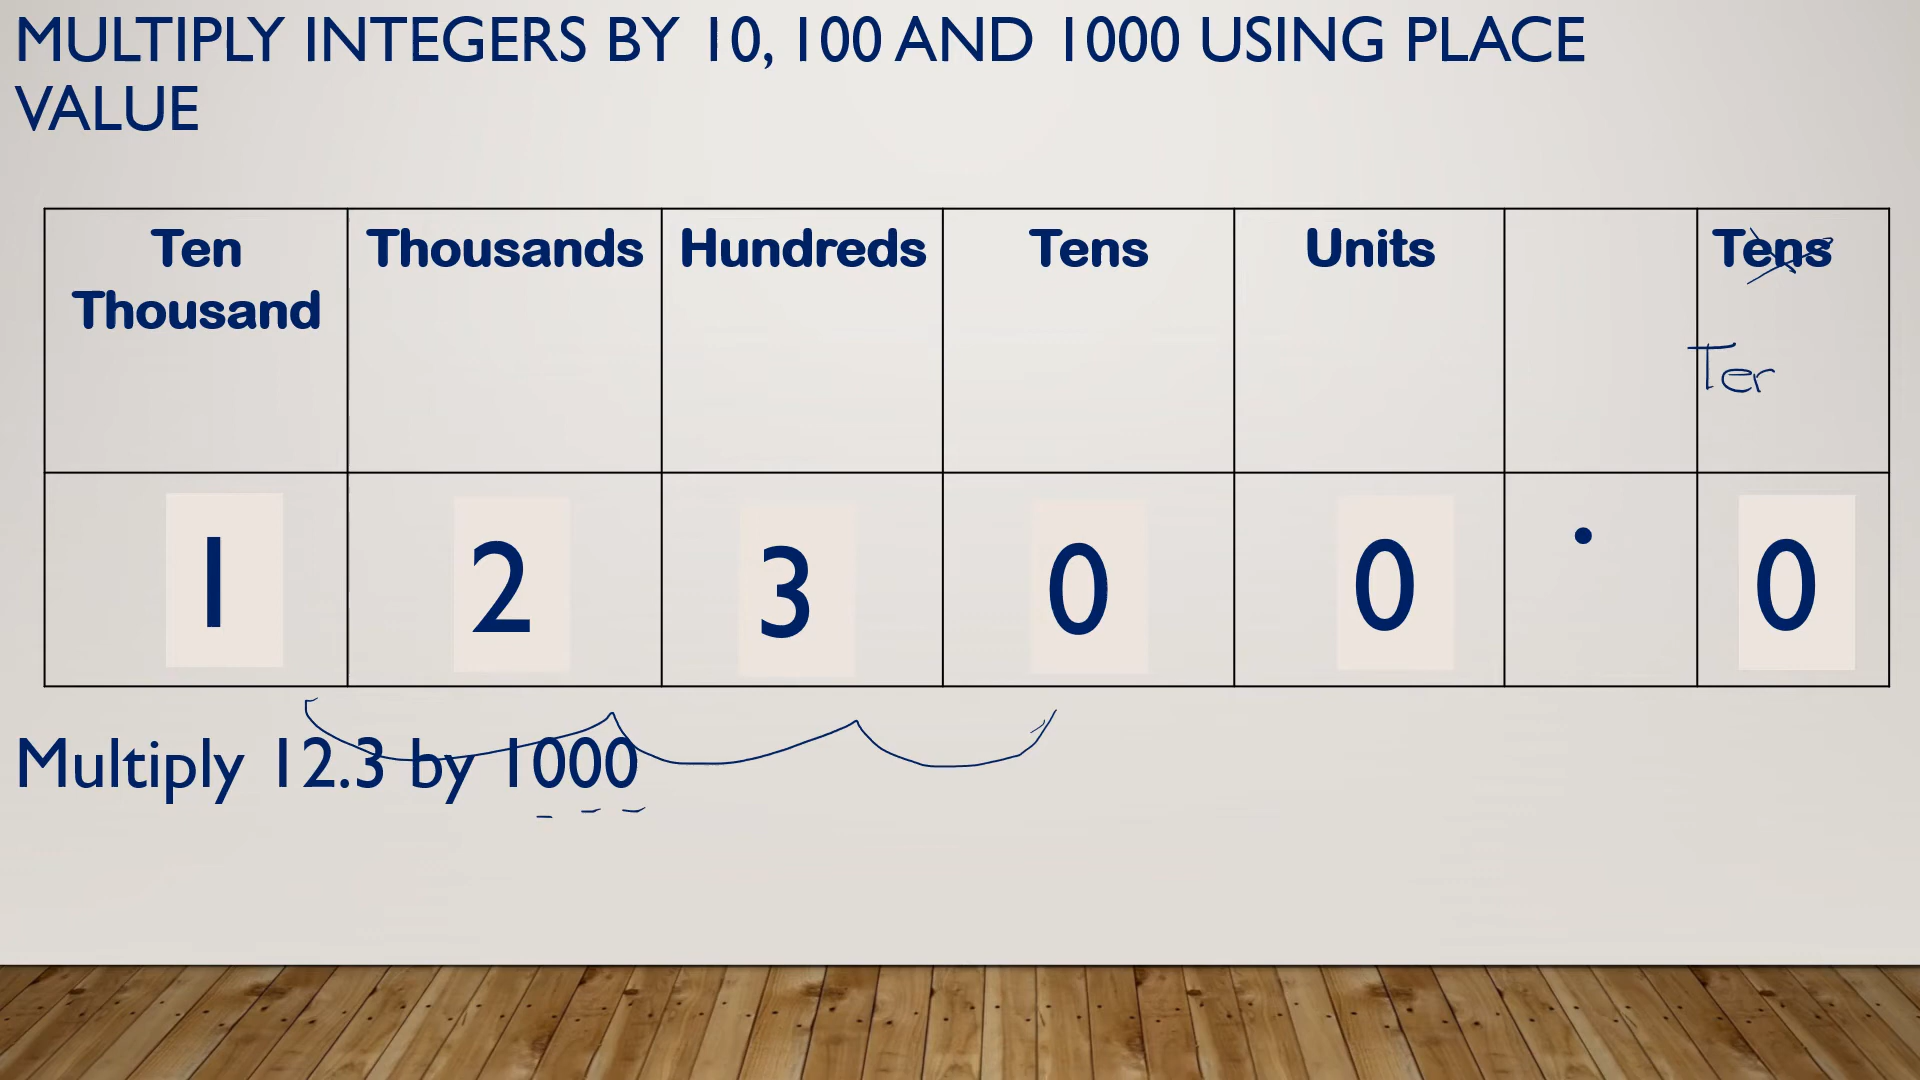 MULTIPLY INTEGERS BY 10, 100 AND 1000 USING PLACE
VALUE
Ten Thousands Hundreds Tens Units Tens
Thousand
Ter
1 2 3 0 0 . 0
Multiply 12.3 by 1000